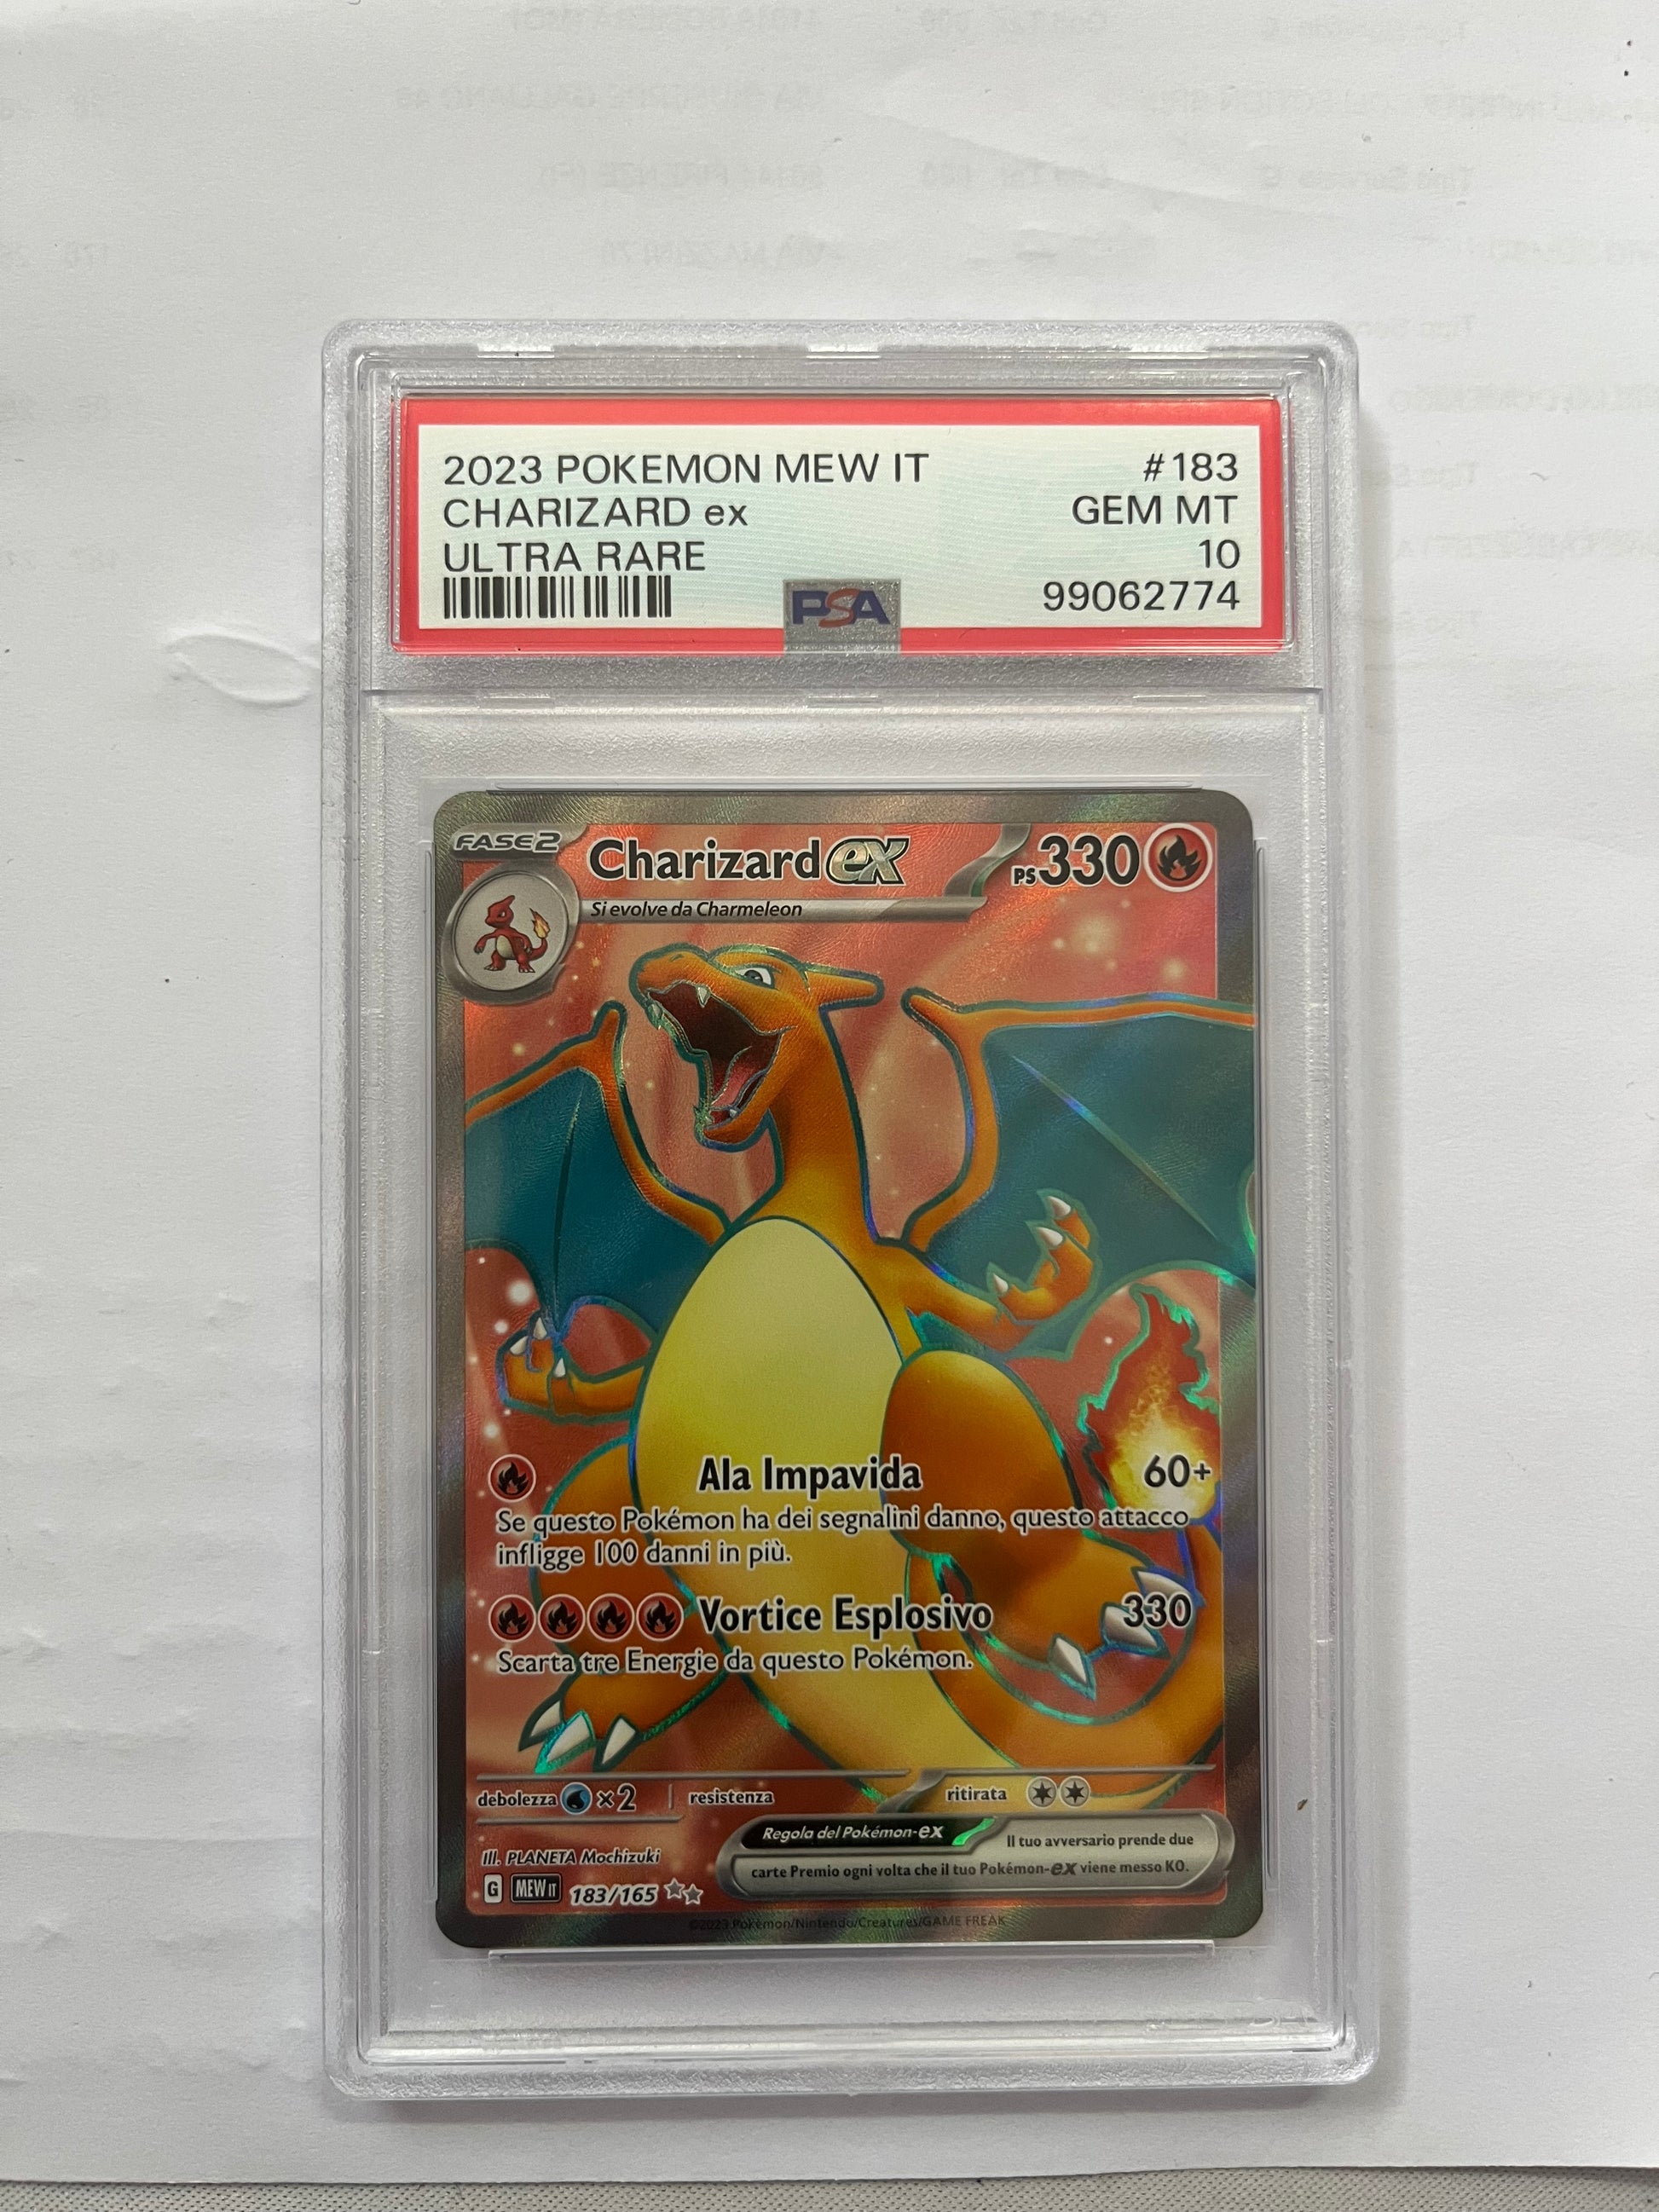 2023 POKEMON MEW IT #183
CHARIZARD ex GEM MT
ULTRA RARE 10
99062774
PSA
FASE 2 Charizard ex PS 330
Si evolve da Charmeleon
Ala Impavida 60+
Se questo Pokémon ha dei segnalini danno, questo attacco
infligge 100 danni in più.
Vortice Esplosivo 330
Scarta tre Energie da questo Pokémon.
debolezza ×2 resistenza ritirata
Regola del Pokémon-ex Il tuo avversario prende due
carte Premio ogni volta che il tuo Pokémon-ex viene messo KO.
Ill. PLANETA Mochizuki
G MEW IT 183/165
©2023 Pokémon/Nintendo/Creatures/GAME FREAK